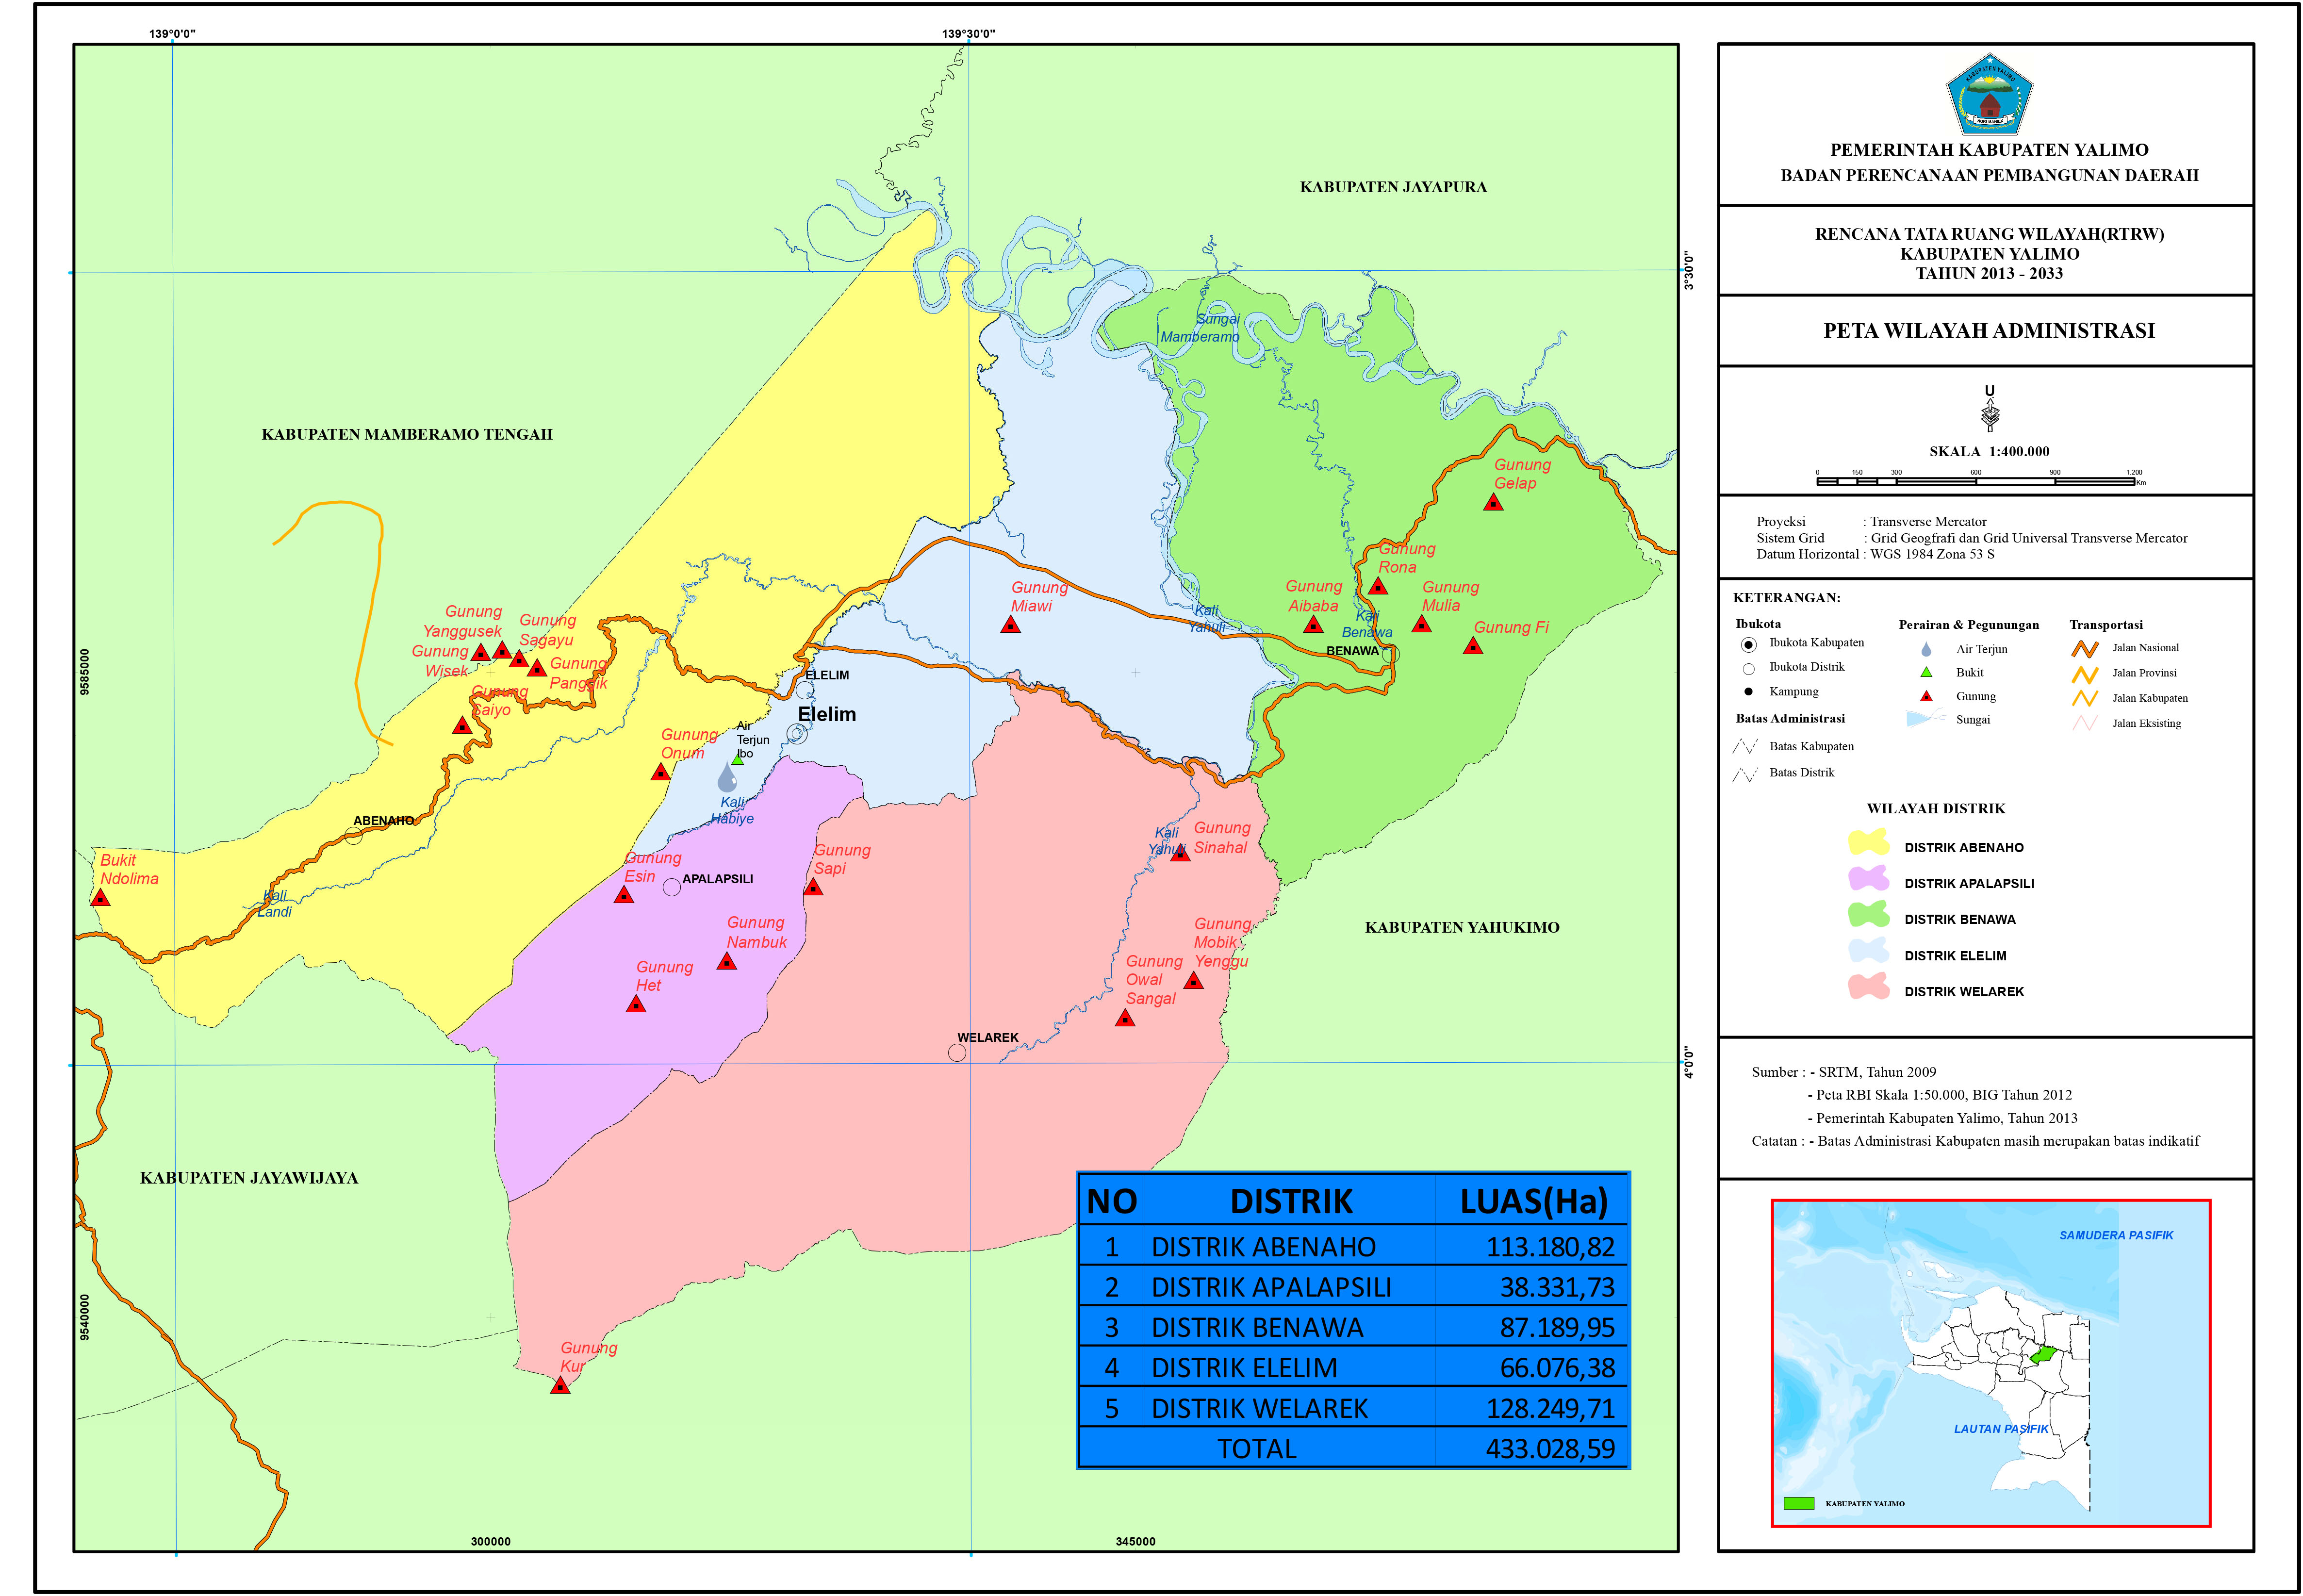 139°0'0"
139°30'0"
KABUPATEN JAYAPURA
3°30'0"
Sungai
Mamberamo
KABUPATEN MAMBERAMO TENGAH
Gunung
Gelap
Gunung
Rona
Gunung
Miawi
Gunung
Aibaba
Gunung
Mulia
Gunung Fi
Kali
Yahuli
Kali
Benawa
BENAWA
Gunung
Yanggusek
Gunung
Sagayu
Gunung
Wisek
Gunung
Panggik
Gunung
Saiyo
9585000
ELELIM
Elelim
Gunung
Onum
Air
Terjun
Ibo
Kali
Habiye
ABENAHO
Bukit
Ndolima
Kali
Landi
Gunung
Esin
APALAPSILI
Gunung
Sapi
Kali
Yahuli
Gunung
Sinahal
Gunung
Nambuk
Gunung
Het
Gunung
Mobik
Yenggu
Gunung
Owal
Sangal
KABUPATEN YAHUKIMO
WELAREK
4°0'0"
KABUPATEN JAYAWIJAYA
9540000
Gunung
Kur
300000
345000
NO DISTRIK LUAS(Ha)
1 DISTRIK ABENAHO 113.180,82
2 DISTRIK APALAPSILI 38.331,73
3 DISTRIK BENAWA 87.189,95
4 DISTRIK ELELIM 66.076,38
5 DISTRIK WELAREK 128.249,71
TOTAL 433.028,59
KABUPATEN YALIMO
PEMERINTAH KABUPATEN YALIMO
BADAN PERENCANAAN PEMBANGUNAN DAERAH
RENCANA TATA RUANG WILAYAH(RTRW)
KABUPATEN YALIMO
TAHUN 2013 - 2033
PETA WILAYAH ADMINISTRASI
U
SKALA 1:400.000
0 150 300 600 900 1.200
Km
Proyeksi : Transverse Mercator
Sistem Grid : Grid Geogfrafi dan Grid Universal Transverse Mercator
Datum Horizontal : WGS 1984 Zona 53 S
KETERANGAN:
Ibukota
Ibukota Kabupaten
Ibukota Distrik
Kampung
Batas Administrasi
Batas Kabupaten
Batas Distrik
Perairan & Pegunungan
Air Terjun
Bukit
Gunung
Sungai
Transportasi
Jalan Nasional
Jalan Provinsi
Jalan Kabupaten
Jalan Eksisting
WILAYAH DISTRIK
DISTRIK ABENAHO
DISTRIK APALAPSILI
DISTRIK BENAWA
DISTRIK ELELIM
DISTRIK WELAREK
Sumber : - SRTM, Tahun 2009
- Peta RBI Skala 1:50.000, BIG Tahun 2012
- Pemerintah Kabupaten Yalimo, Tahun 2013
Catatan : - Batas Administrasi Kabupaten masih merupakan batas indikatif
SAMUDERA PASIFIK
LAUTAN PASIFIK
KABUPATEN YALIMO